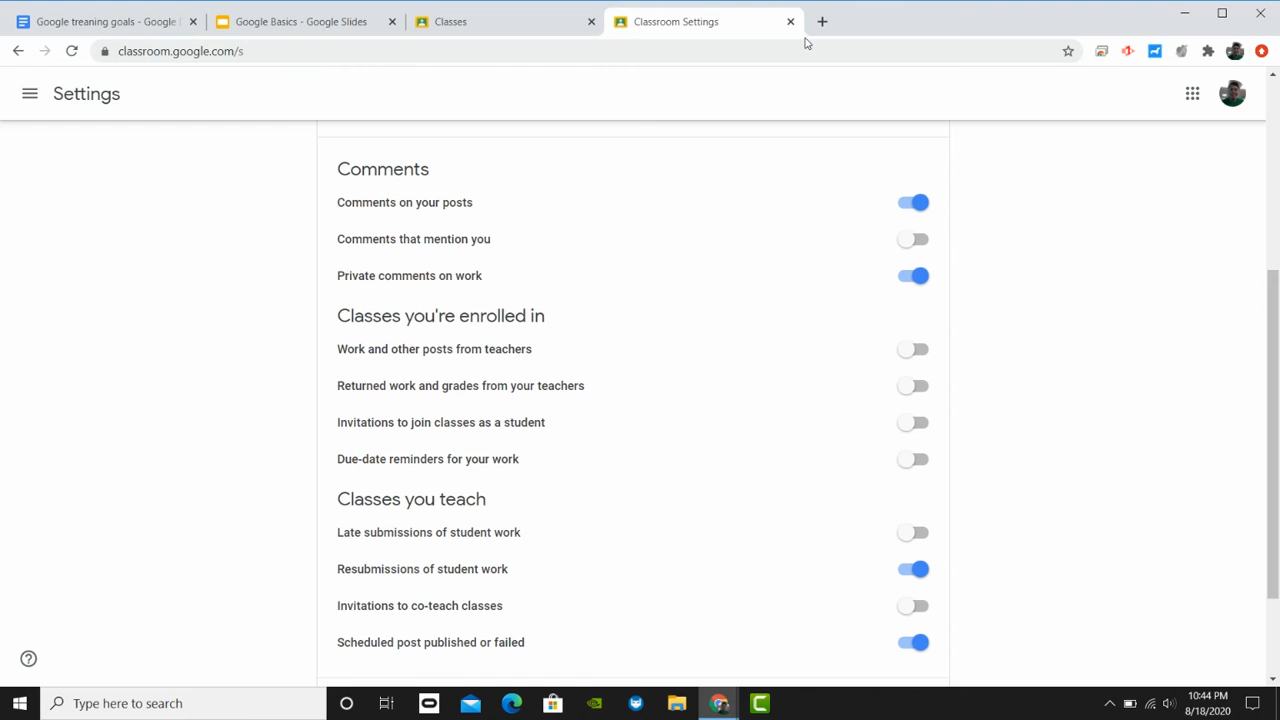 Google treaning goals - Google
Google Basics - Google Slides
Classes
Classroom Settings
classroom.google.com/s
Settings
Comments
Comments on your posts
Comments that mention you
Private comments on work
Classes you're enrolled in
Work and other posts from teachers
Returned work and grades from your teachers
Invitations to join classes as a student
Due-date reminders for your work
Classes you teach
Late submissions of student work
Resubmissions of student work
Invitations to co-teach classes
Scheduled post published or failed
Type here to search
10:44 PM
8/18/2020